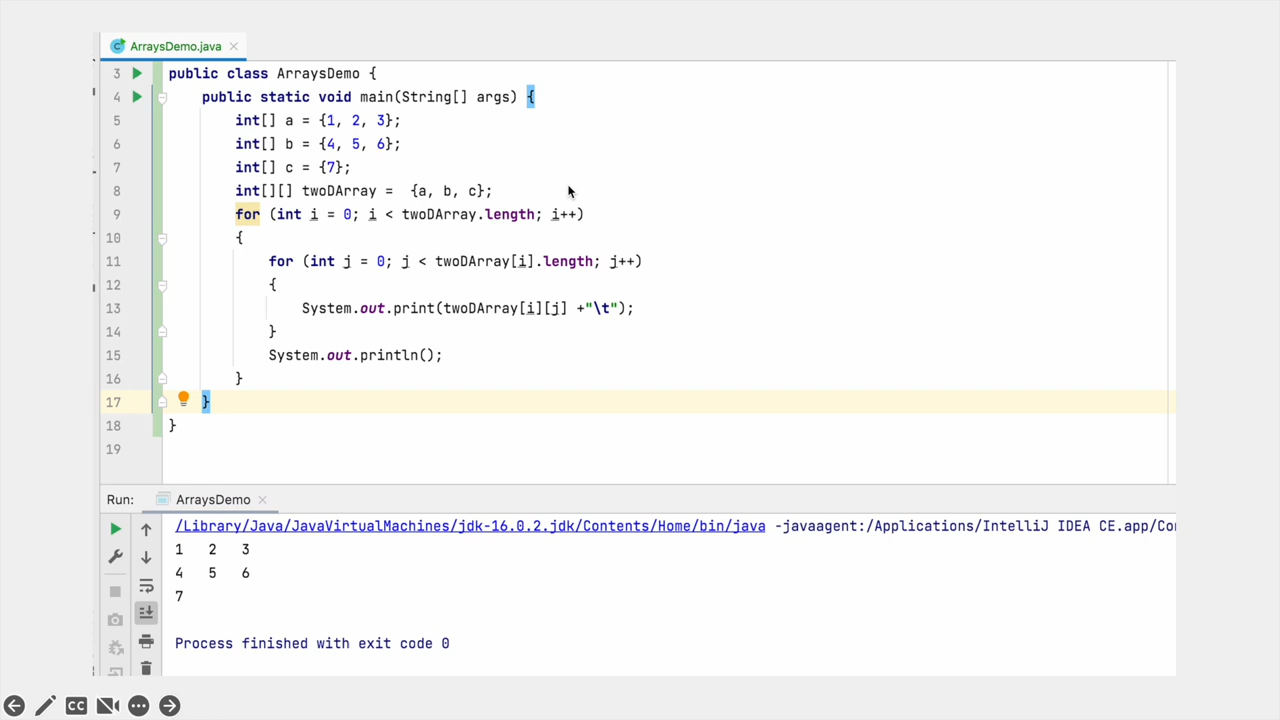 ArraysDemo.java
3 public class ArraysDemo {
4 public static void main(String[] args) {
5 int[] a = {1, 2, 3};
6 int[] b = {4, 5, 6};
7 int[] c = {7};
8 int[][] twoDArray =  {a, b, c};
9 for (int i = 0; i < twoDArray.length; i++)
10 {
11 for (int j = 0; j < twoDArray[i].length; j++)
12 {
13 System.out.print(twoDArray[i][j] +"\t");
14 }
15 System.out.println();
16 }
17 }
18 }
19
Run: ArraysDemo
/Library/Java/JavaVirtualMachines/jdk-16.0.2.jdk/Contents/Home/bin/java -javaagent:/Applications/IntelliJ IDEA CE.app/Co
1 2 3
4 5 6
7
Process finished with exit code 0
CC